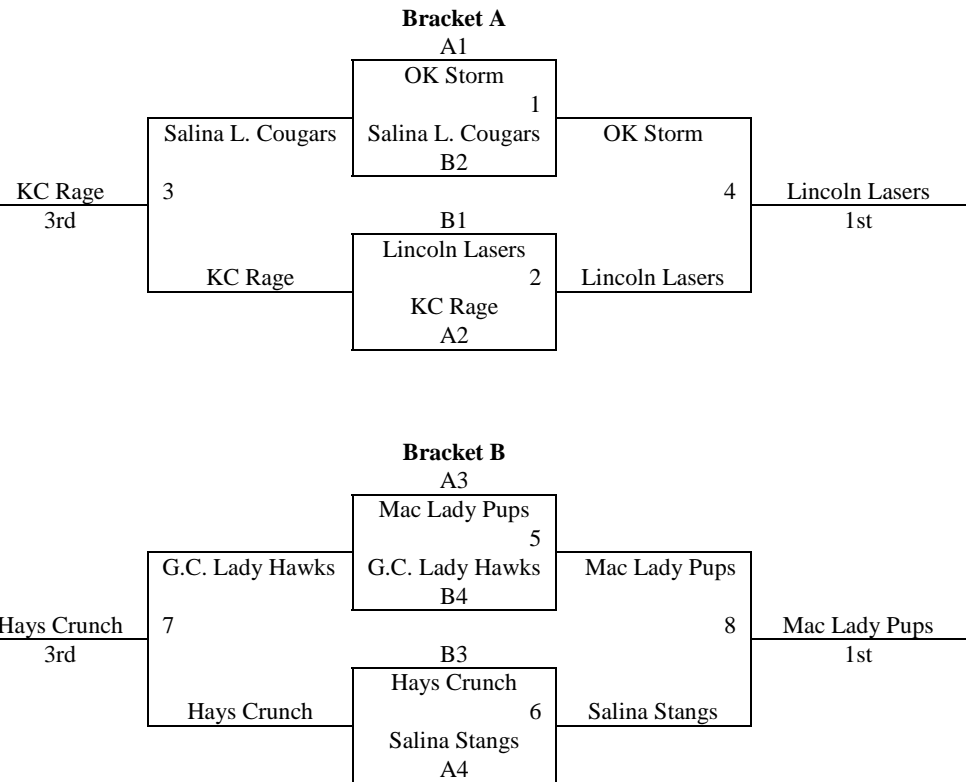 Bracket A
A1
OK Storm
1
Salina L. Cougars
Salina L. Cougars
OK Storm
B2
KC Rage
3
4
Lincoln Lasers
3rd
B1
1st
Lincoln Lasers
KC Rage
2
Lincoln Lasers
KC Rage
A2
Bracket B
A3
Mac Lady Pups
5
G.C. Lady Hawks
G.C. Lady Hawks
Mac Lady Pups
B4
Hays Crunch
7
8
Mac Lady Pups
3rd
B3
1st
Hays Crunch
Hays Crunch
6
Salina Stangs
Salina Stangs
A4